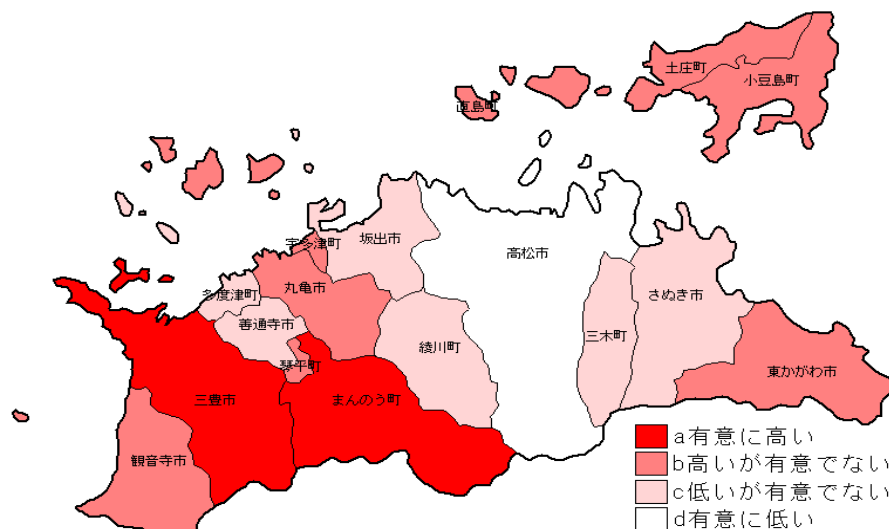 土庄町
小豆島町
直島町
宇多津町
坂出市
高松市
多度津町
丸亀市
さぬき市
善通寺市
綾川町
三木町
琴平町
東かがわ市
三豊市
まんのう町
観音寺市
a有意に高い
b高いが有意でない
c低いが有意でない
d有意に低い